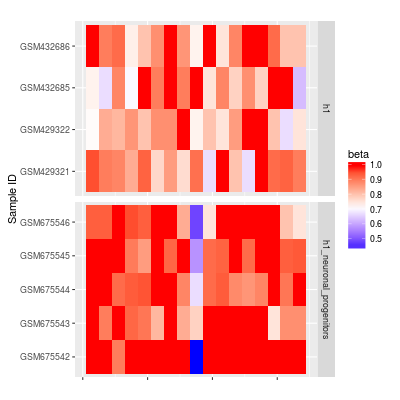 GSM432686
GSM432685
GSM429322
GSM429321
h1
GSM675546
GSM675545
GSM675544
GSM675543
GSM675542
h1_neuronal_progenitors
Sample ID
beta
1.0
0.9
0.8
0.7
0.6
0.5